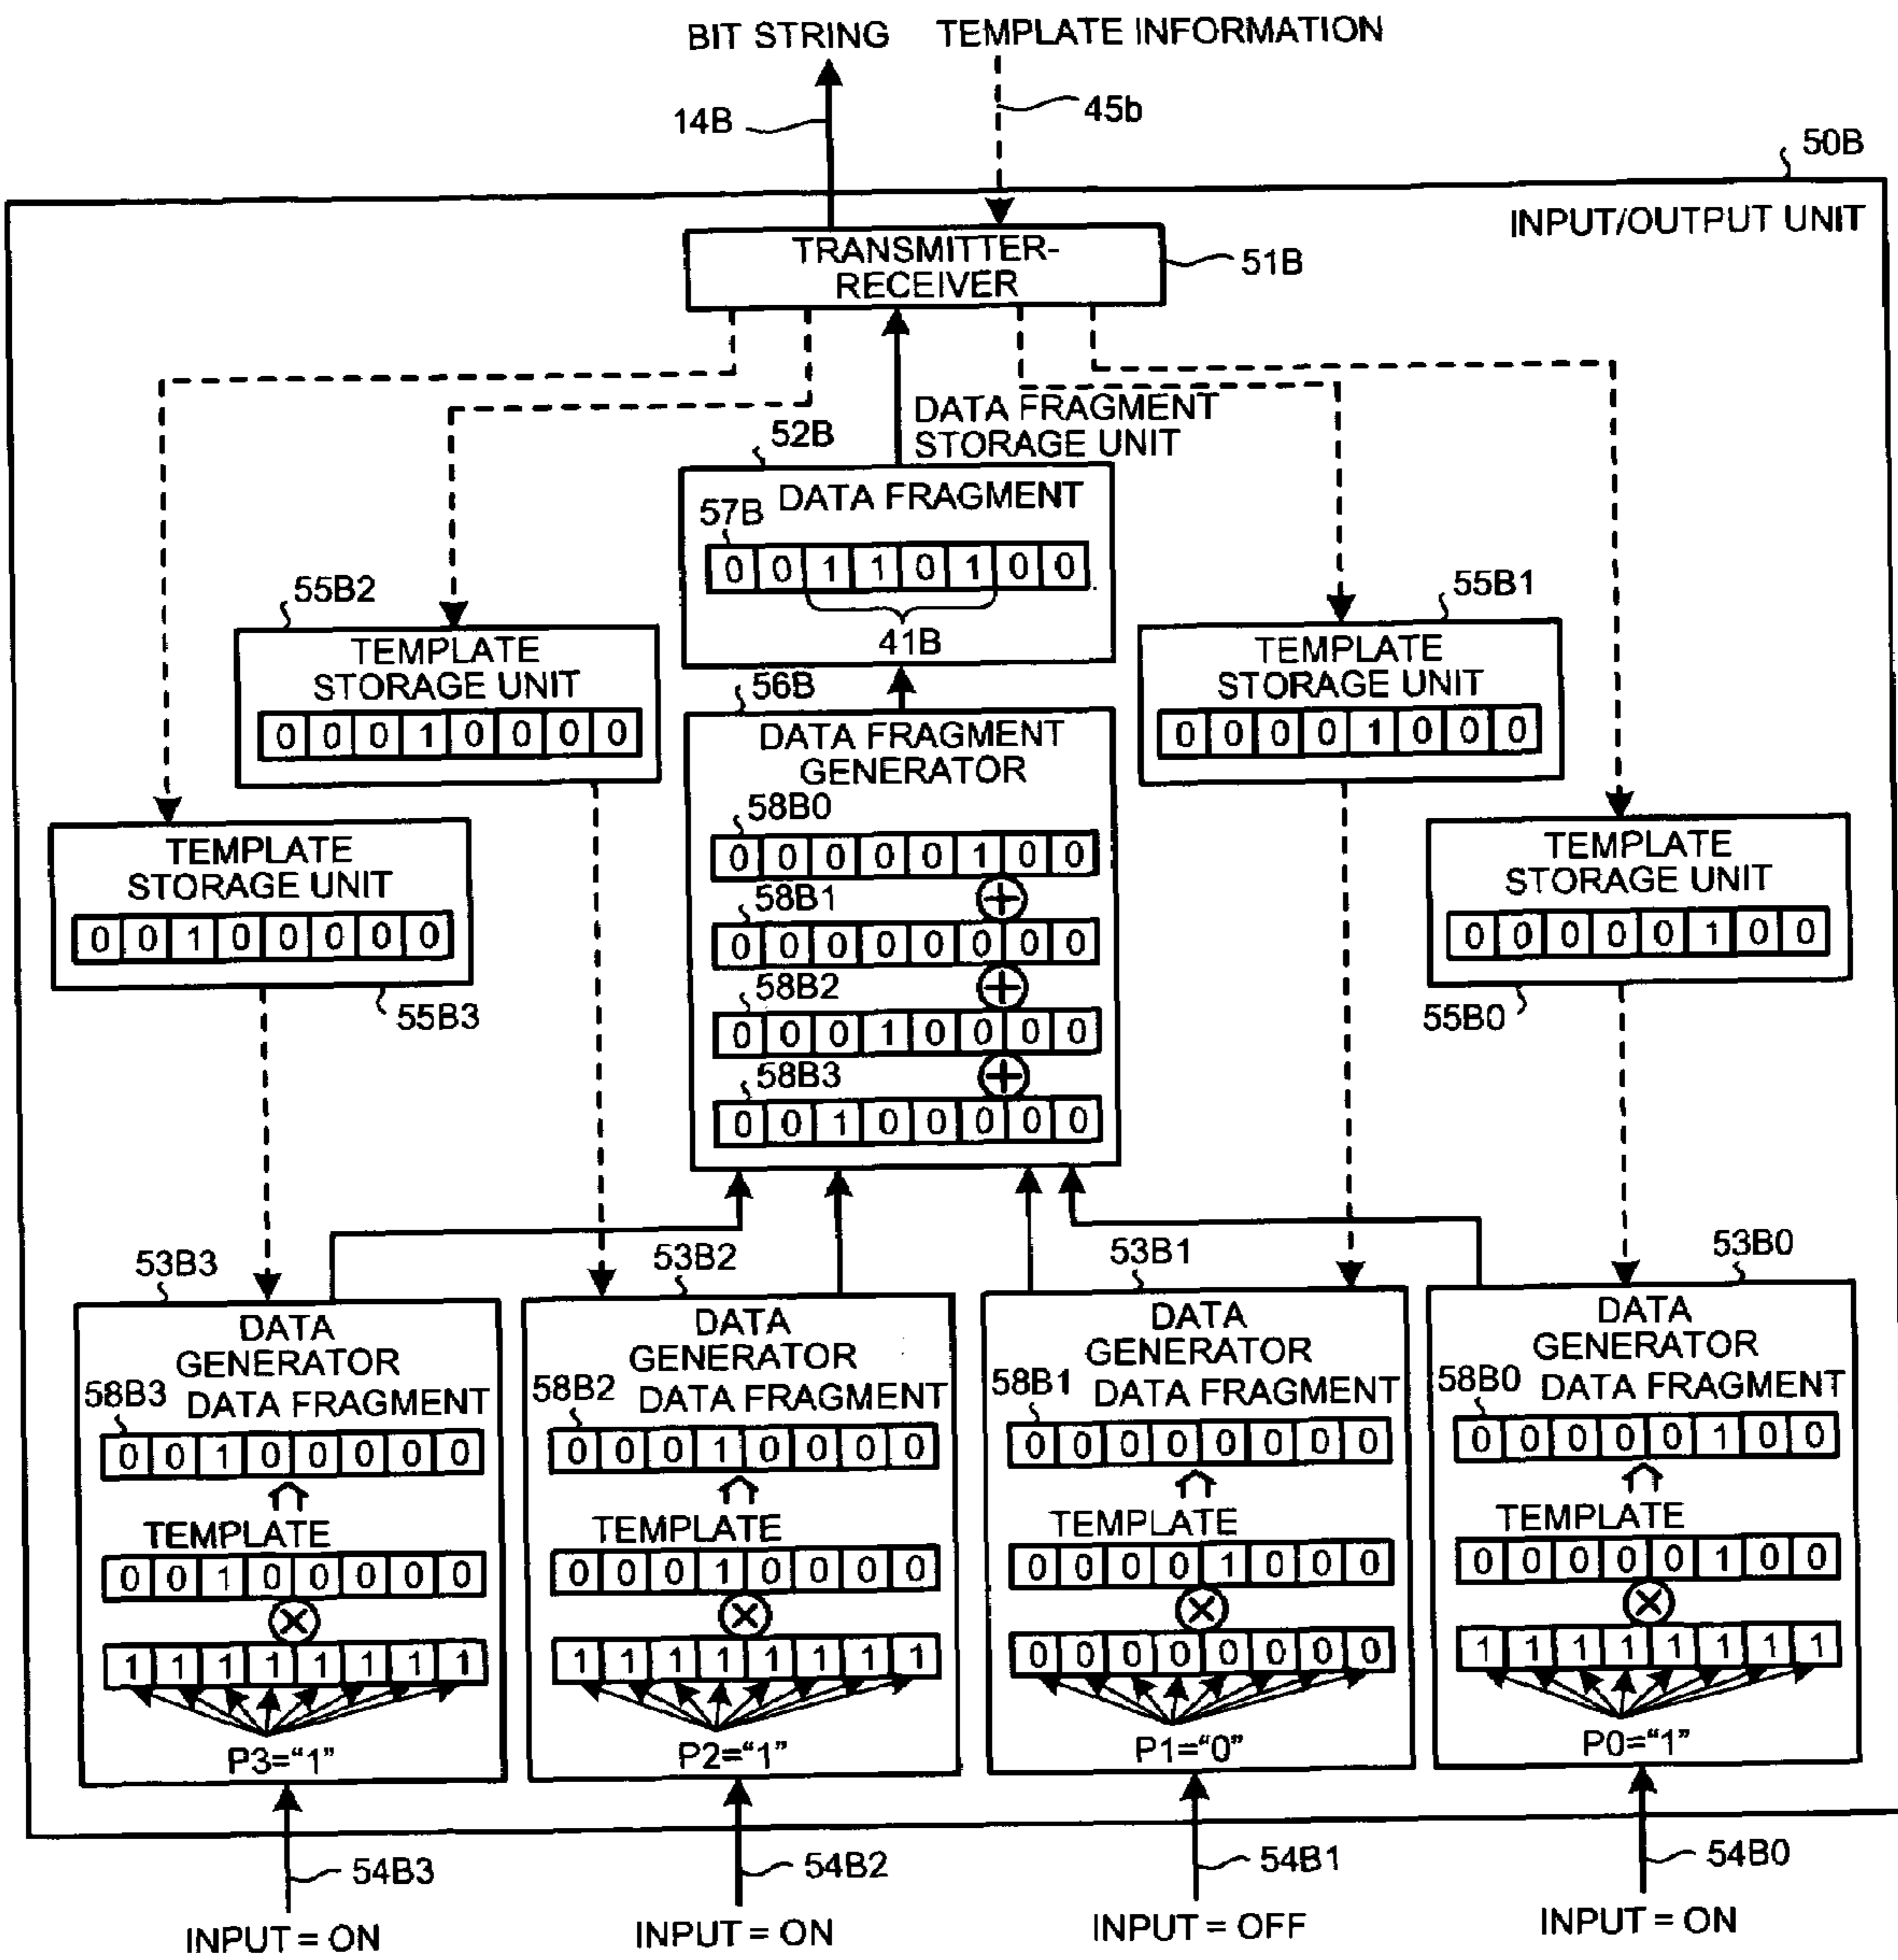 BIT STRING TEMPLATE INFORMATION
14B
45b
50B
INPUT/OUTPUT UNIT
TRANSMITTER-
RECEIVER
51B
DATA FRAGMENT
STORAGE UNIT
52B
DATA FRAGMENT
57B
0 0 1 1 0 1 0 0
41B
55B2
TEMPLATE
STORAGE UNIT
0 0 0 1 0 0 0 0
55B1
TEMPLATE
STORAGE UNIT
0 0 0 0 1 0 0 0
56B
DATA FRAGMENT
GENERATOR
58B0
0 0 0 0 0 1 0 0
+
58B1
0 0 0 0 0 0 0 0
+
58B2
0 0 0 1 0 0 0 0
+
58B3
0 0 1 0 0 0 0 0
TEMPLATE
STORAGE UNIT
0 0 1 0 0 0 0 0
55B3
TEMPLATE
STORAGE UNIT
0 0 0 0 0 1 0 0
55B0
53B3
DATA
GENERATOR
58B3 DATA FRAGMENT
0 0 1 0 0 0 0 0
TEMPLATE
0 0 1 0 0 0 0 0
×
1 1 1 1 1 1 1 1
P3=“1”
54B3
INPUT = ON
53B2
DATA
GENERATOR
58B2 DATA FRAGMENT
0 0 0 1 0 0 0 0
TEMPLATE
0 0 0 1 0 0 0 0
×
1 1 1 1 1 1 1 1
P2=“1”
54B2
INPUT = ON
53B1
DATA
GENERATOR
58B1 DATA FRAGMENT
0 0 0 0 0 0 0 0
TEMPLATE
0 0 0 0 1 0 0 0
×
0 0 0 0 0 0 0 0
P1=“0”
54B1
INPUT = OFF
53B0
DATA
GENERATOR
58B0 DATA FRAGMENT
0 0 0 0 0 1 0 0
TEMPLATE
0 0 0 0 0 1 0 0
×
1 1 1 1 1 1 1 1
P0=“1”
54B0
INPUT = ON